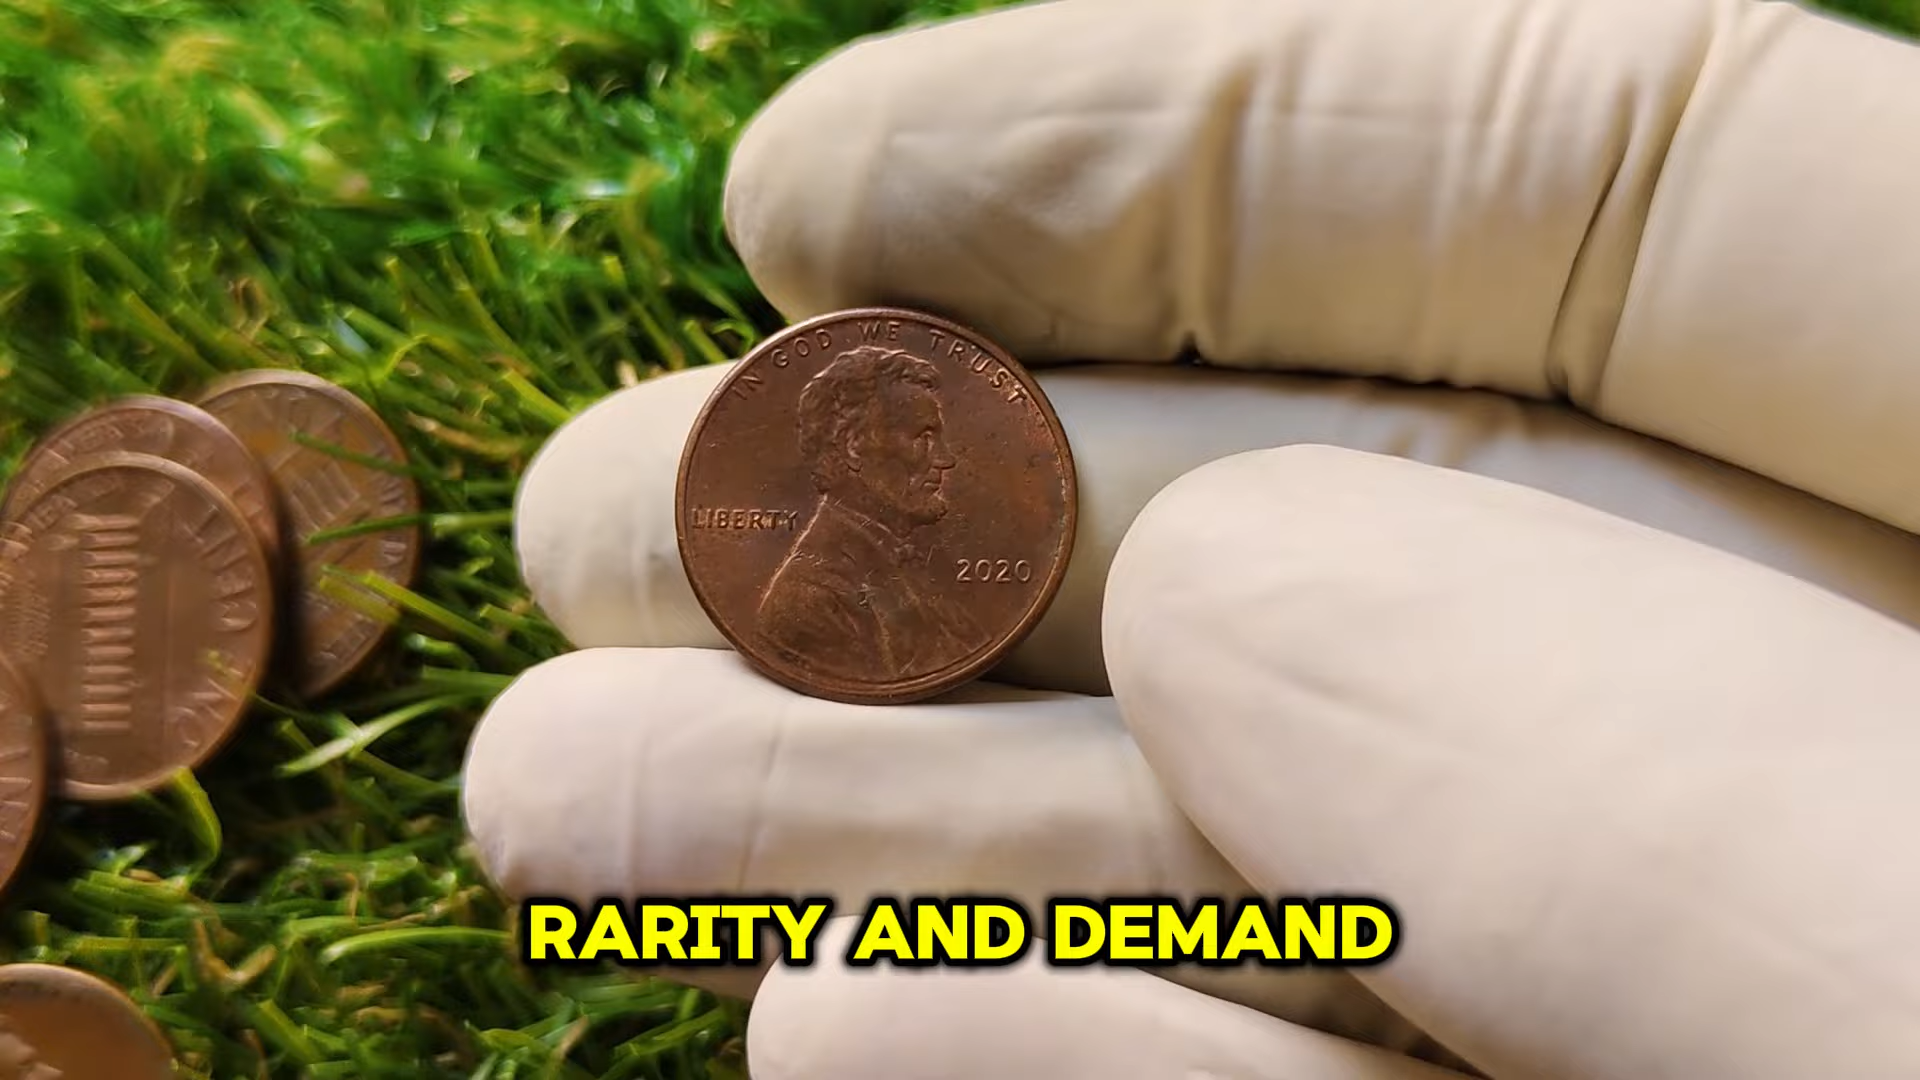 IN GOD WE TRUST
LIBERTY
2020
RARITY AND DEMAND